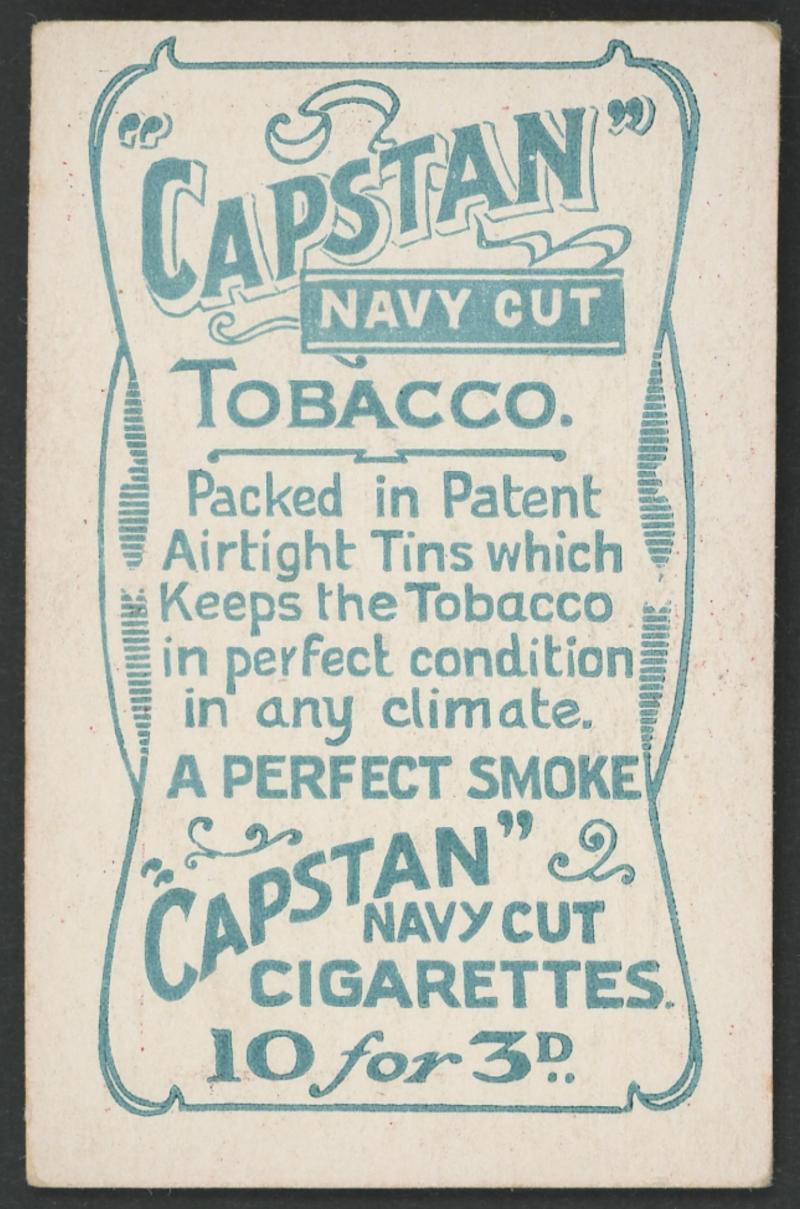 "CAPSTAN"
NAVY CUT
TOBACCO.
Packed in Patent
Airtight Tins which
Keeps the Tobacco
in perfect condition
in any climate.
A PERFECT SMOKE
"CAPSTAN"
NAVY CUT
CIGARETTES.
10 for 3D.